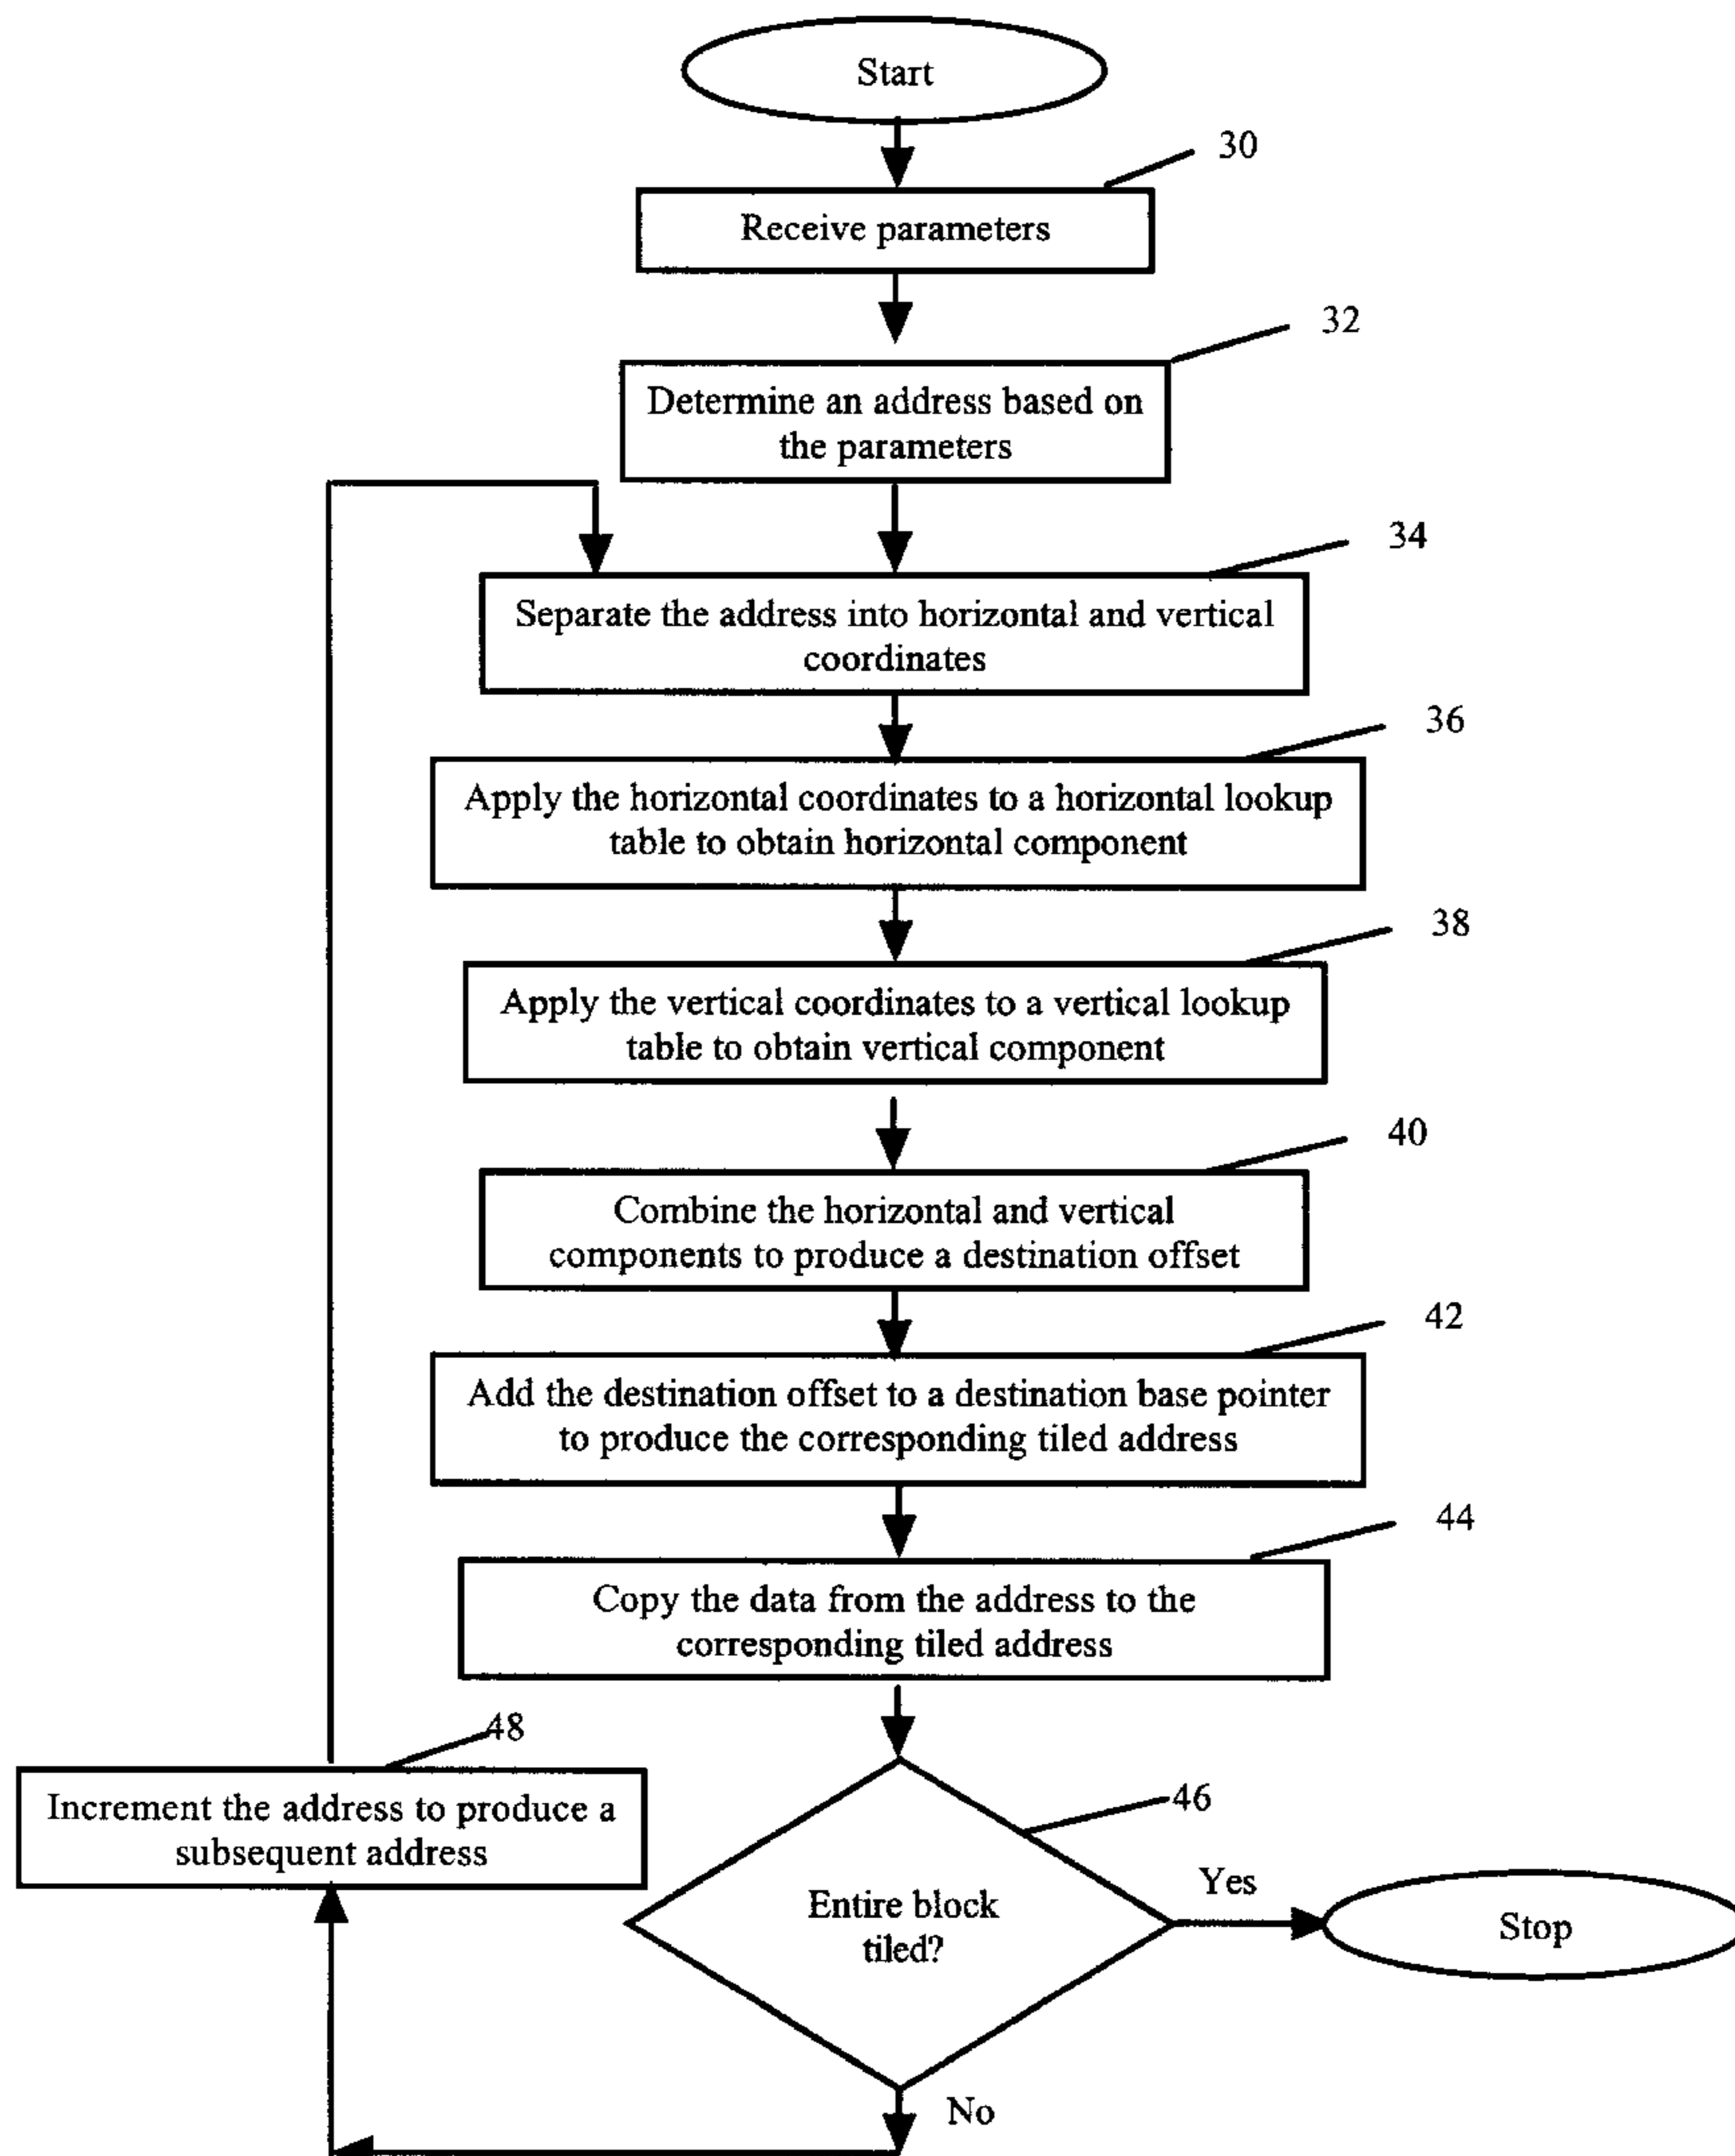 Start
30
Receive parameters
32
Determine an address based on
the parameters
34
Separate the address into horizontal and vertical
coordinates
36
Apply the horizontal coordinates to a horizontal lookup
table to obtain horizontal component
38
Apply the vertical coordinates to a vertical lookup
table to obtain vertical component
40
Combine the horizontal and vertical
components to produce a destination offset
42
Add the destination offset to a destination base pointer
to produce the corresponding tiled address
44
Copy the data from the address to the
corresponding tiled address
48
Increment the address to produce a
subsequent address
46
Entire block
tiled?
Yes
Stop
No